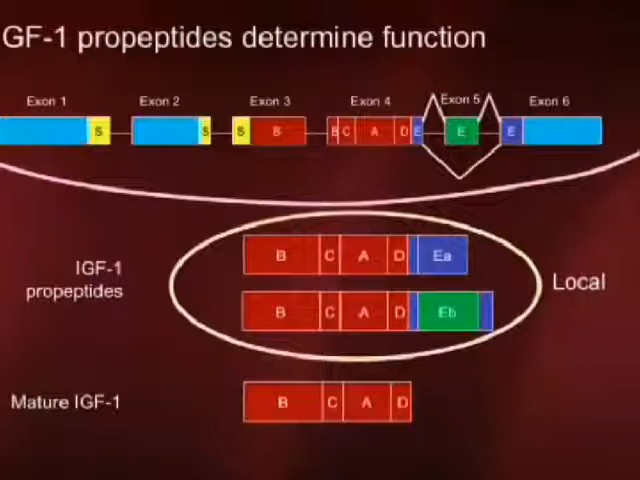 GF-1 propeptides determine function
Exon 1 Exon 2 Exon 3 Exon 4 Exon 5 Exon 6
S S S B B C A D E E E
IGF-1 propeptides
B C A D Ea
B C A D Eb
Local
Mature IGF-1
B C A D